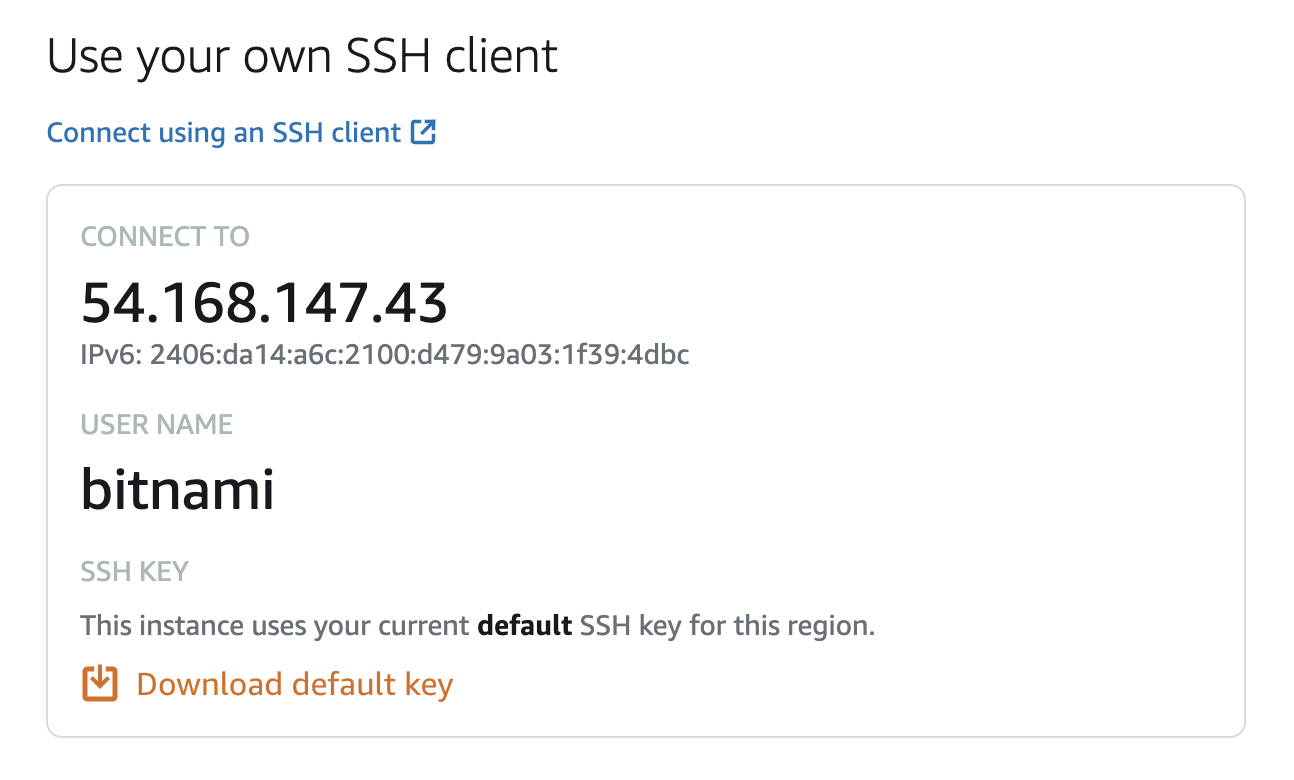 Use your own SSH client
Connect using an SSH client
CONNECT TO
54.168.147.43
IPv6: 2406:da14:a6c:2100:d479:9a03:1f39:4dbc
USER NAME
bitnami
SSH KEY
This instance uses your current default SSH key for this region.
Download default key